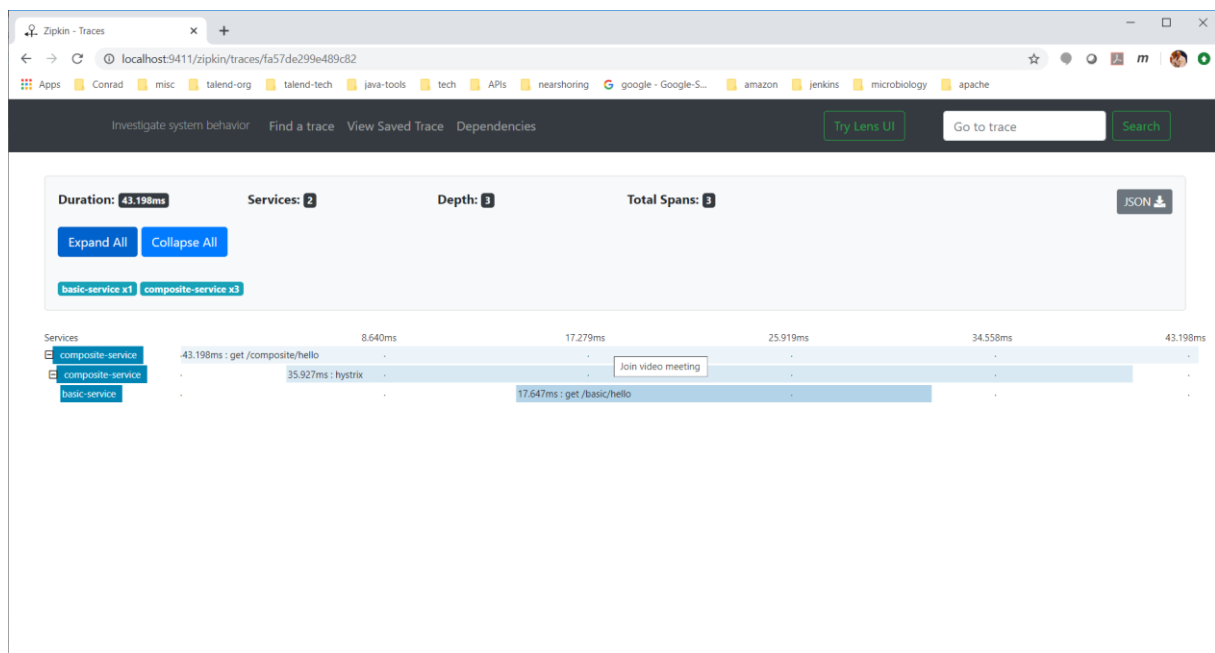 Zipkin - Traces
localhost:9411/zipkin/traces/fa57de299e489c82
m
Apps Conrad misc talend-org talend-tech java-tools tech APIs nearshoring G google - Google-S... amazon jenkins microbiology apache
Investigate system behavior Find a trace View Saved Trace Dependencies Try Lens UI Go to trace Search
Duration: 43.198ms Services: 2 Depth: 3 Total Spans: 3 JSON
Expand All Collapse All
basic-service x1 composite-service x3
Services 8.640ms 17.279ms 25.919ms 34.558ms 43.198ms
composite-service 43.198ms : get /composite/hello
Join video meeting
composite-service 35.927ms : hystrix
basic-service 17.647ms : get /basic/hello